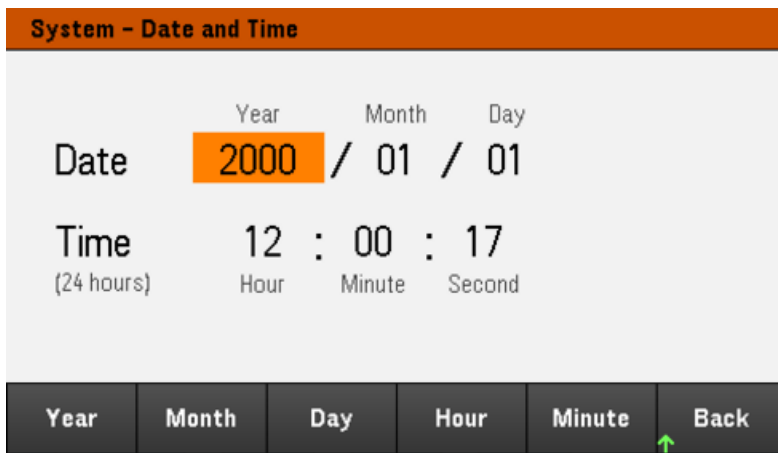 System – Date and Time
Year Month Day
Date 2000 / 01 / 01
Time 12 : 00 : 17
(24 hours) Hour Minute Second
Year Month Day Hour Minute Back